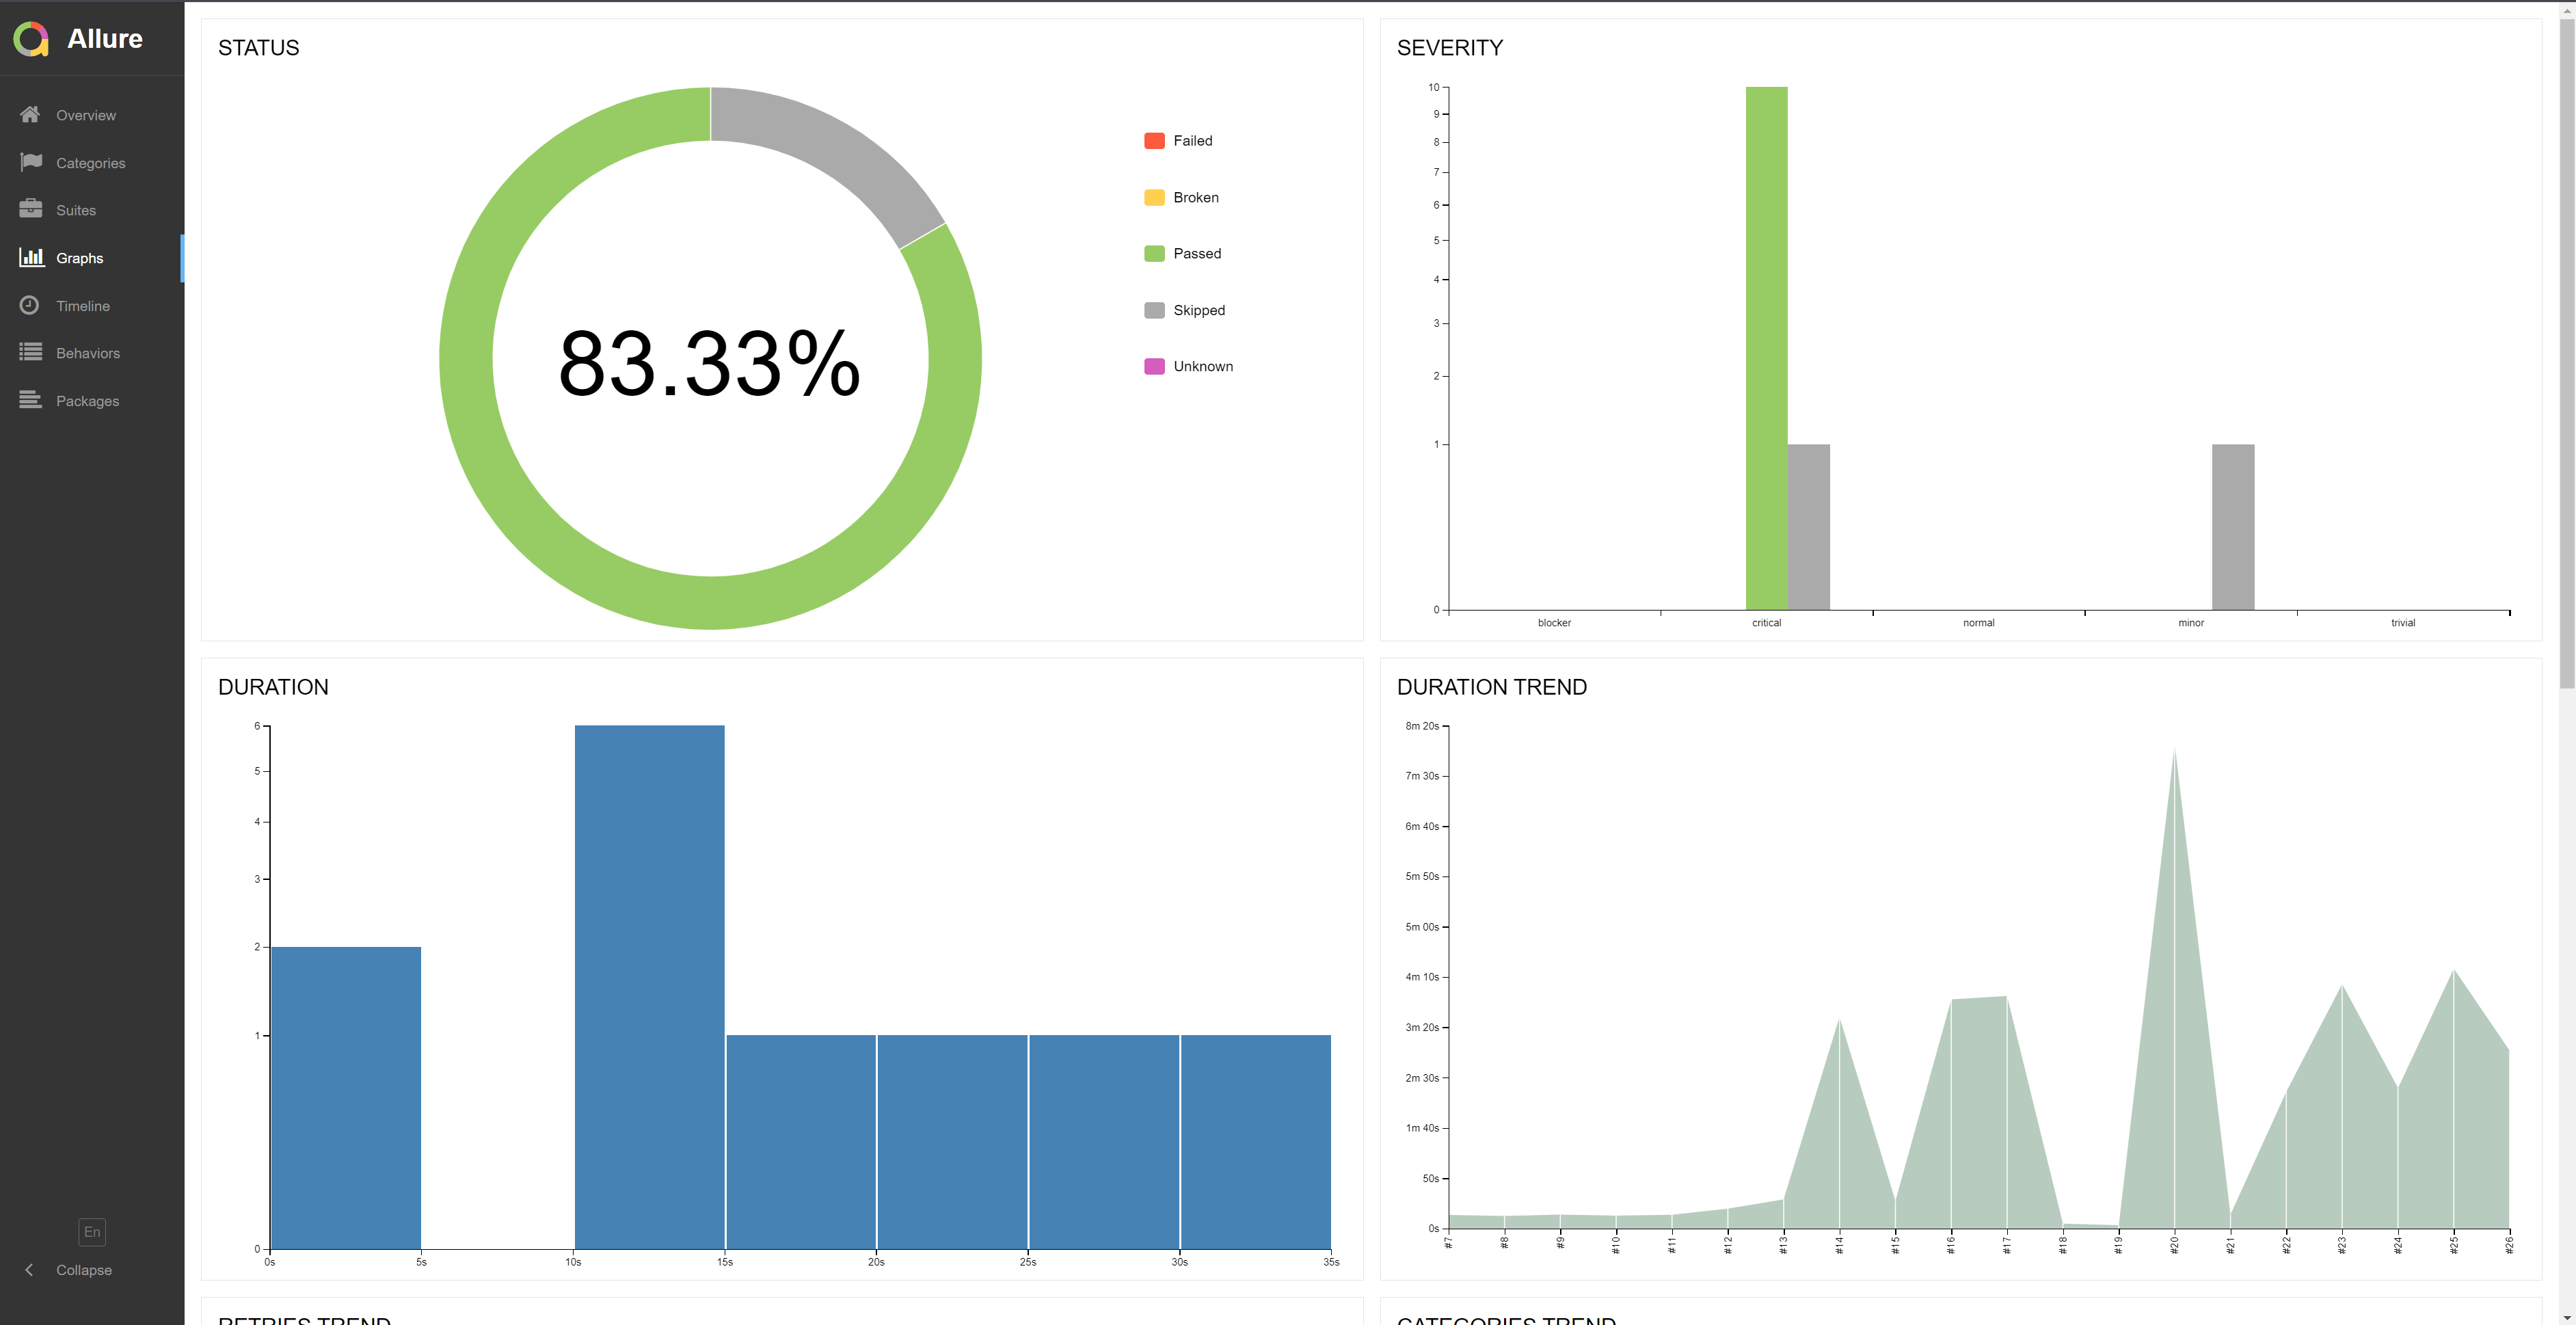 Allure
Overview
Categories
Suites
Graphs
Timeline
Behaviors
Packages
En
Collapse
STATUS
83.33%
Failed
Broken
Passed
Skipped
Unknown
SEVERITY
10
9
8
7
6
5
4
3
2
1
0
blocker critical normal minor trivial
DURATION
6
5
4
3
2
1
0
0s 5s 10s 15s 20s 25s 30s 35s
DURATION TREND
8m 20s
7m 30s
6m 40s
5m 50s
5m 00s
4m 10s
3m 20s
2m 30s
1m 40s
50s
0s
#7 #8 #9 #10 #11 #12 #13 #14 #15 #16 #17 #18 #19 #20 #21 #22 #23 #24 #25 #26
RETRIES TREND
CATEGORIES TREND